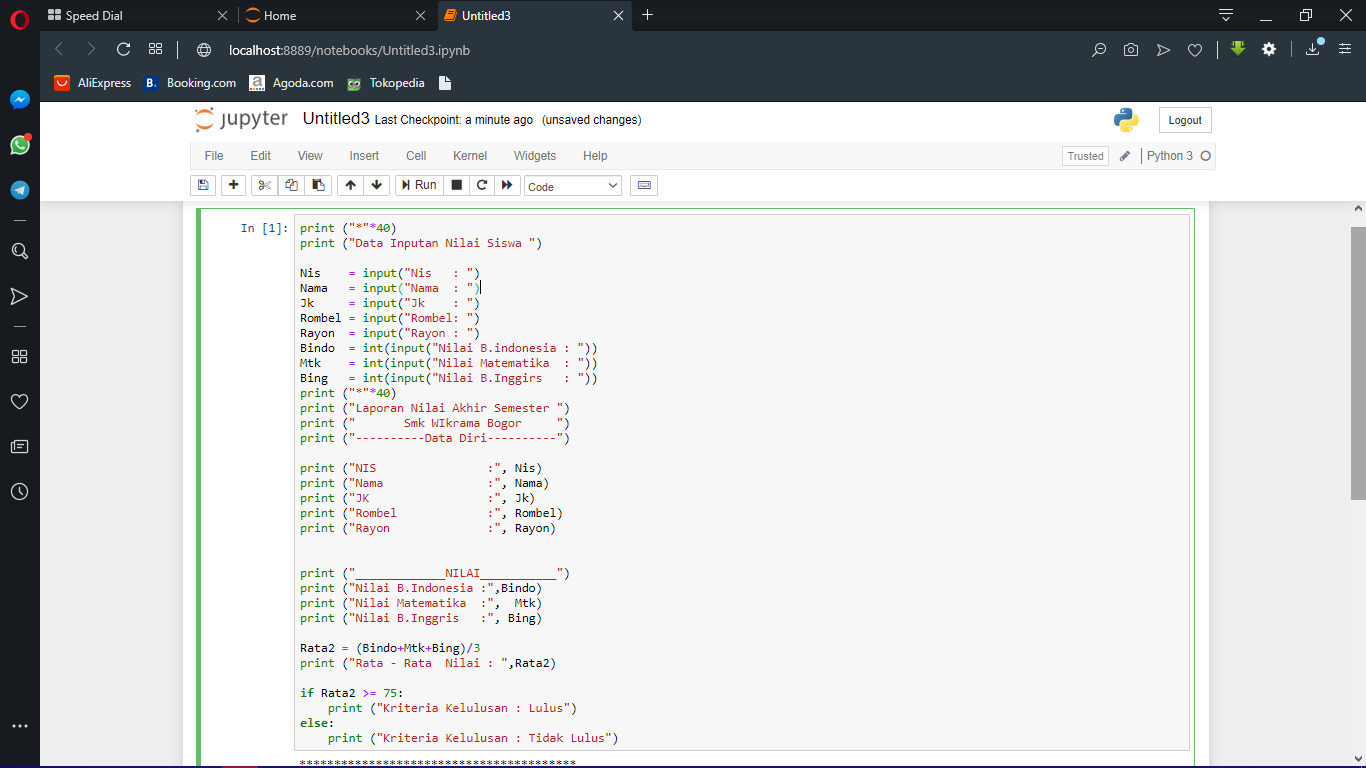 Speed Dial
Home
Untitled3
localhost:8889/notebooks/Untitled3.ipynb
AliExpress
B. Booking.com
a Agoda.com
Tokopedia
jupyter Untitled3 Last Checkpoint: a minute ago (unsaved changes)
Logout
File Edit View Insert Cell Kernel Widgets Help
Trusted
Python 3
Run
Code
In [1]:
print ("*"*40)
print ("Data Inputan Nilai Siswa ")
Nis    = input("Nis   : ")
Nama   = input("Nama  : ")
Jk     = input("Jk    : ")
Rombel = input("Rombel: ")
Rayon  = input("Rayon : ")
Bindo  = int(input("Nilai B.indonesia : "))
Mtk    = int(input("Nilai Matematika  : "))
Bing   = int(input("Nilai B.Inggirs   : "))
print ("*"*40)
print ("Laporan Nilai Akhir Semester ")
print ("       Smk WIkrama Bogor     ")
print ("----------Data Diri----------")
print ("NIS                :", Nis)
print ("Nama               :", Nama)
print ("JK                 :", Jk)
print ("Rombel             :", Rombel)
print ("Rayon              :", Rayon)
print ("_____________NILAI___________")
print ("Nilai B.Indonesia :",Bindo)
print ("Nilai Matematika  :",  Mtk)
print ("Nilai B.Inggris   :", Bing)
Rata2 = (Bindo+Mtk+Bing)/3
print ("Rata - Rata  Nilai : ",Rata2)
if Rata2 >= 75:
    print ("Kriteria Kelulusan : Lulus")
else:
    print ("Kriteria Kelulusan : Tidak Lulus")
****************************************